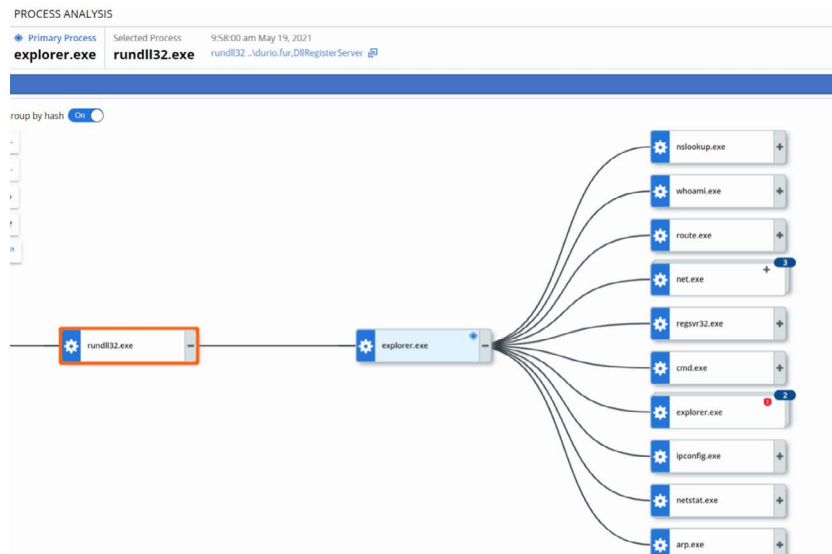 PROCESS ANALYSIS
Primary Process
explorer.exe
Selected Process
rundll32.exe
9:58:00 am May 19, 2021
rundll32 ..\durio.fur,DllRegisterServer
roup by hash On
nslookup.exe
whoami.exe
route.exe
3
net.exe
rundll32.exe
explorer.exe
regsvr32.exe
cmd.exe
2
explorer.exe
ipconfig.exe
netstat.exe
arp.exe